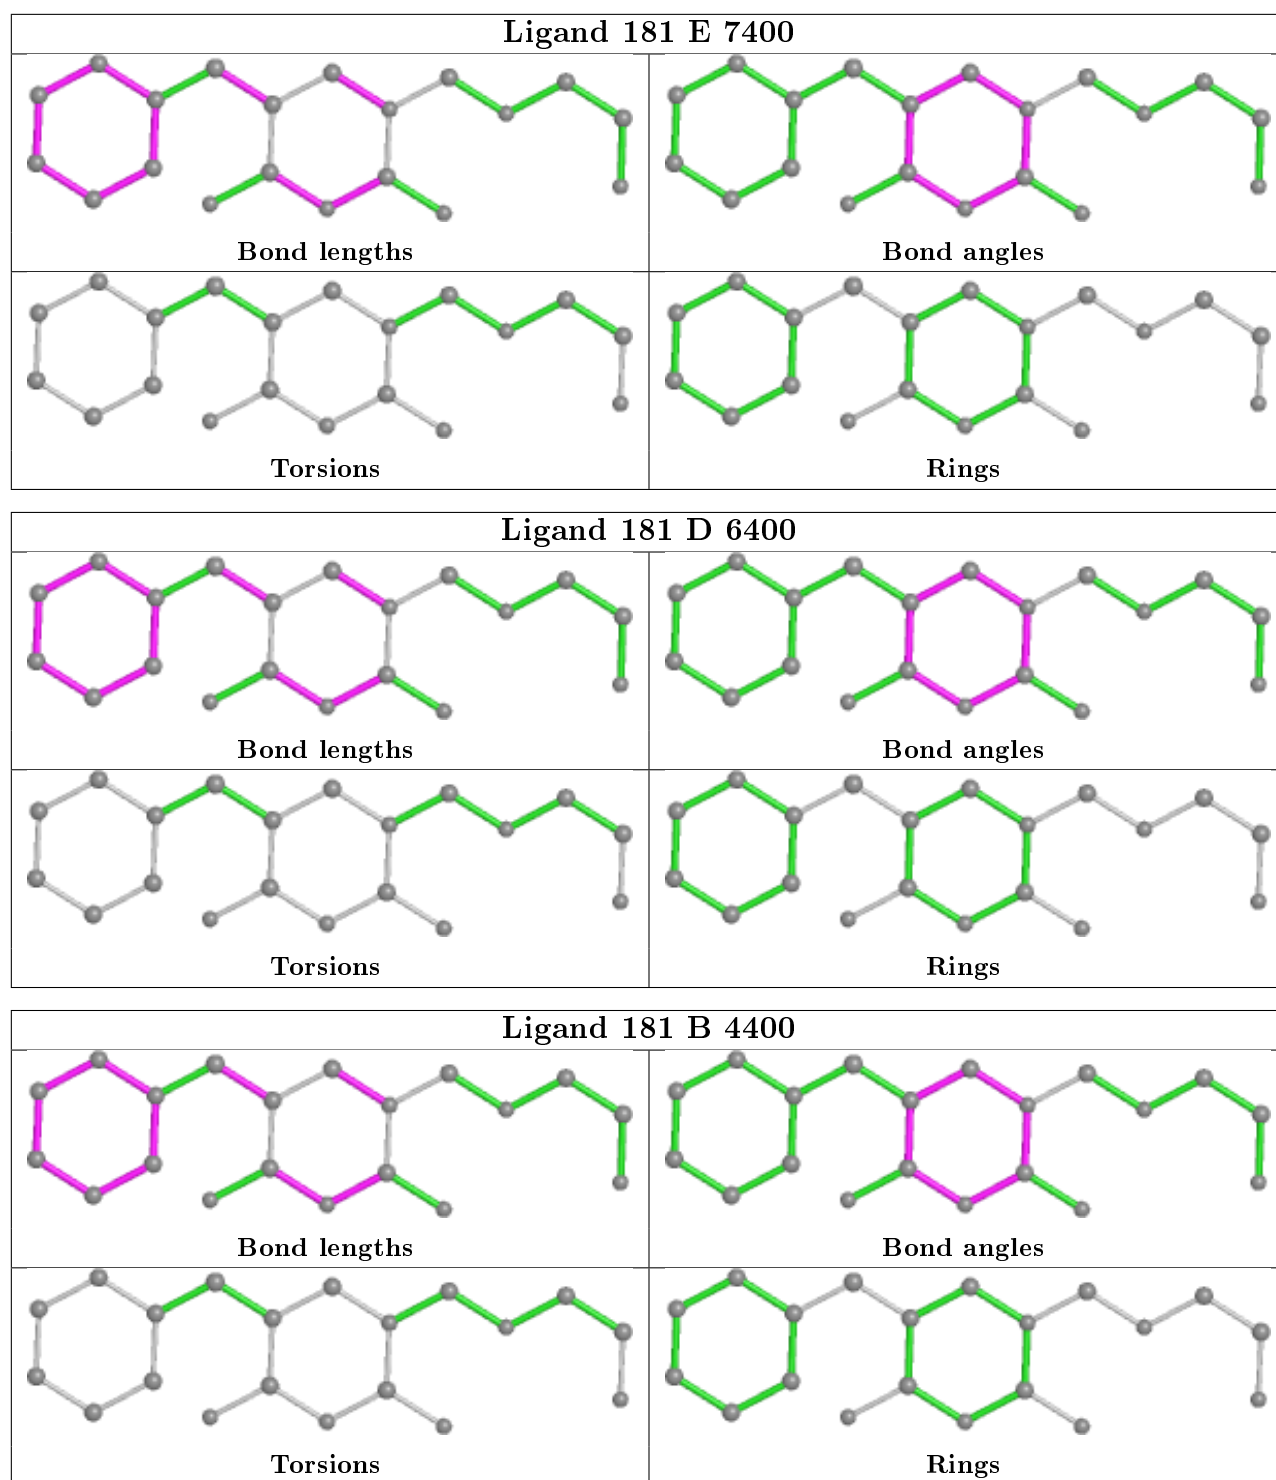 Ligand 181 E 7400
Bond lengths
Bond angles
Torsions
Rings
Ligand 181 D 6400
Bond lengths
Bond angles
Torsions
Rings
Ligand 181 B 4400
Bond lengths
Bond angles
Torsions
Rings